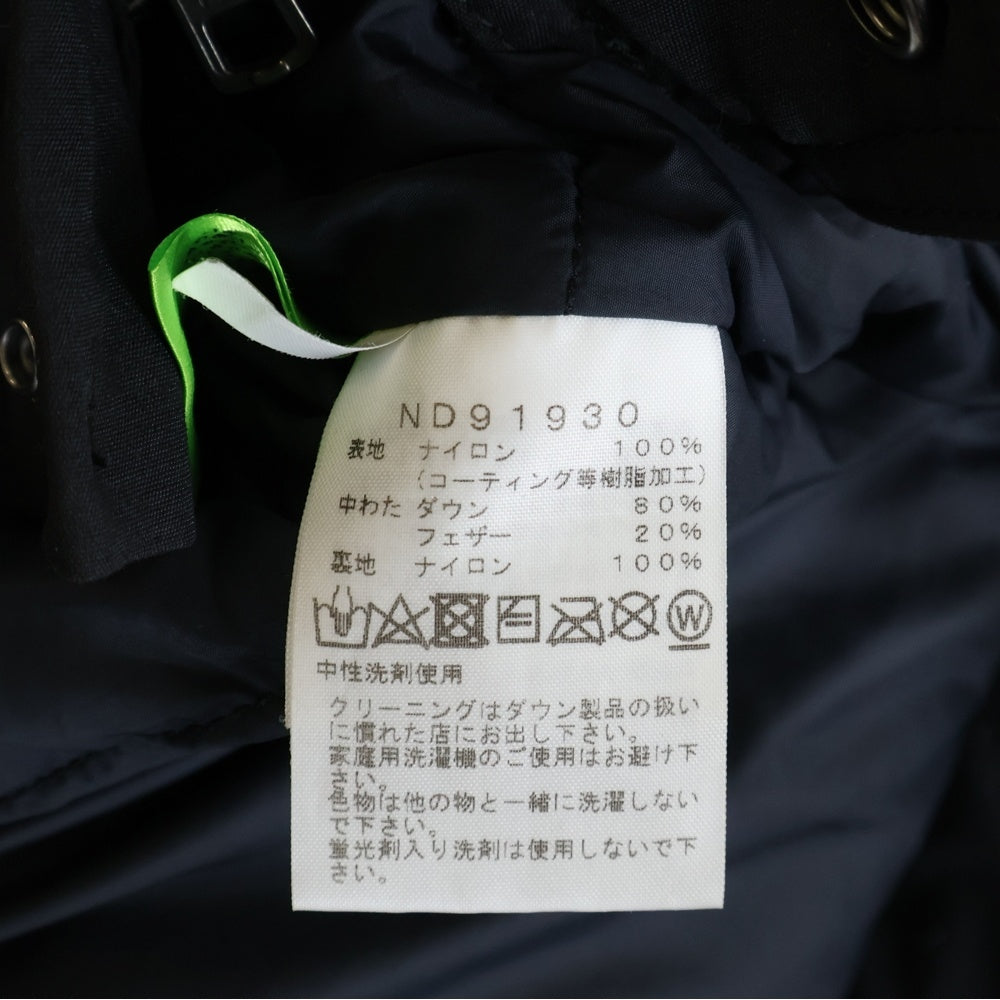 ND91930
表地 ナイロン 100%
(コーティング等樹脂加工)
中わた ダウン 80%
フェザー 20%
裏地 ナイロン 100%
W
中性洗剤使用
クリーニングはダウン製品の扱い
に慣れた店にお出し下さい。
家庭用洗濯機のご使用はお避け下
さい。
色物は他の物と一緒に洗濯しない
で下さい。
蛍光剤入り洗剤は使用しないで下
さい。